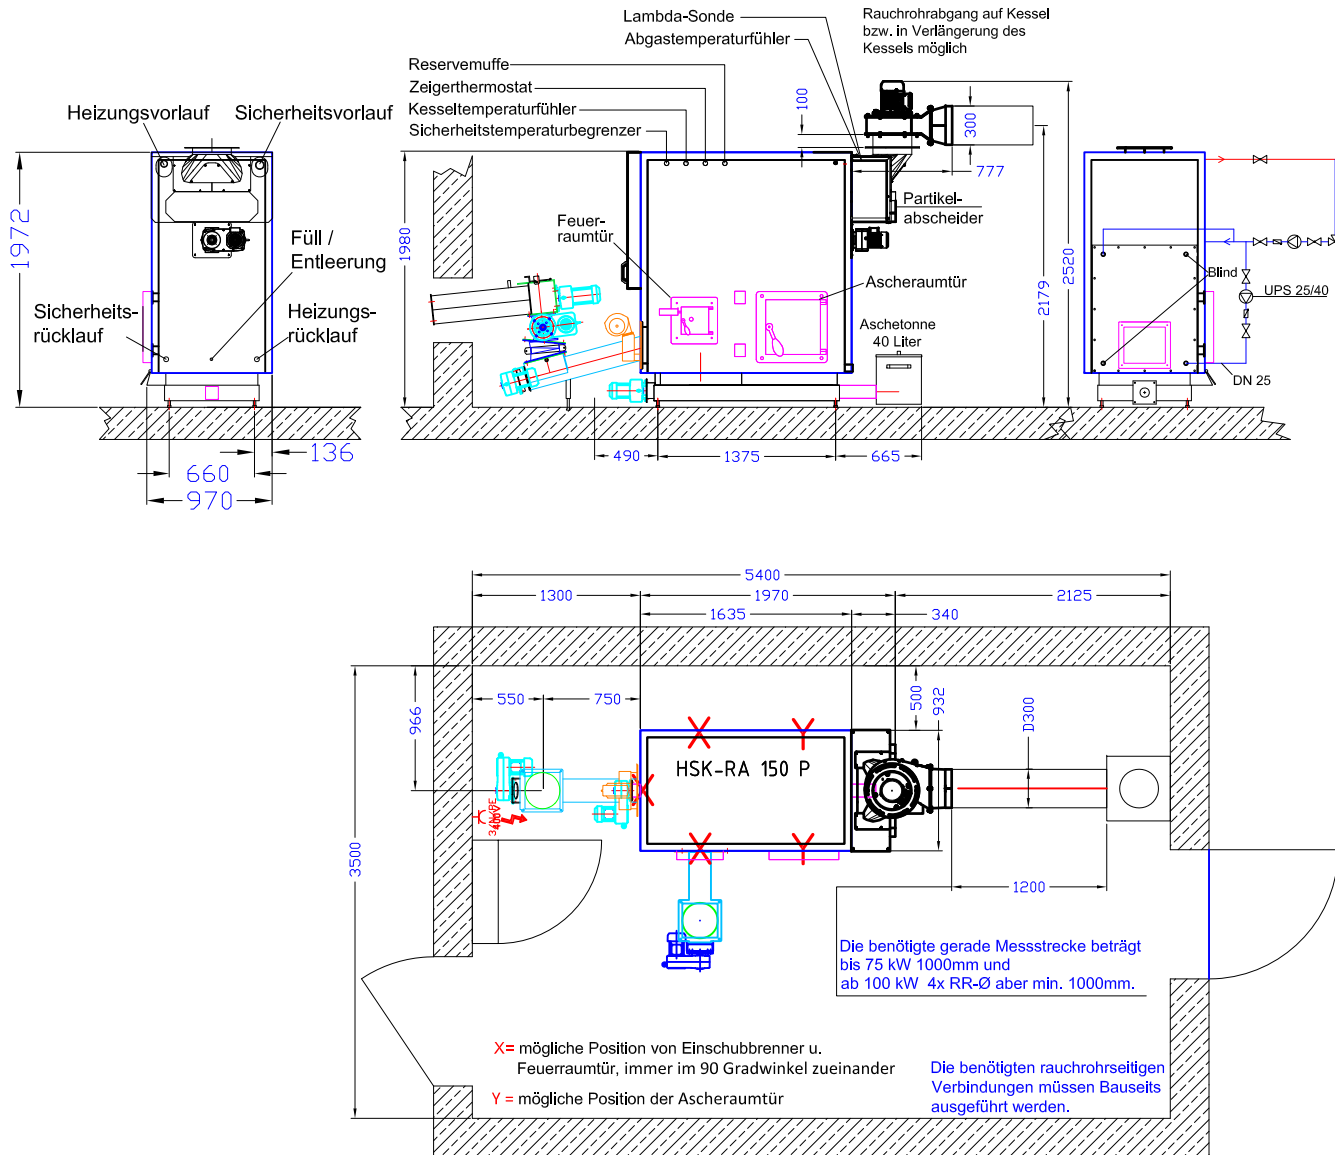 Lambda-Sonde
Abgastemperaturfühler
Rauchrohrabgang auf Kessel
bzw. in Verlängerung des
Kessels möglich
Reservemuffe
Zeigerthermostat
Kesseltemperaturfühler
Sicherheitstemperaturbegrenzer
Heizungsvorlauf
Sicherheitsvorlauf
1972
Füll /
Entleerung
Sicherheits-
rücklauf
Heizungs-
rücklauf
136
660
970
1980
Feuer-
raumtür
100
300
777
Partikel-
abscheider
Ascheraumtür
Aschetonne
40 Liter
2179
2520
490
1375
665
Blind
UPS 25/40
DN 25
5400
1300
1970
2125
1635
340
550
750
966
500
932
D300
3500
HSK-RA 150 P
1200
Die benötigte gerade Messstrecke beträgt
bis 75 kW 1000mm und
ab 100 kW 4x RR-Ø aber min. 1000mm.
X= mögliche Position von Einschubbrenner u.
Feuerraumtür, immer im 90 Gradwinkel zueinander
Y = mögliche Position der Ascheraumtür
Die benötigten rauchrohrseitigen
Verbindungen müssen Bauseits
ausgeführt werden.
X
Y
X
X
Y